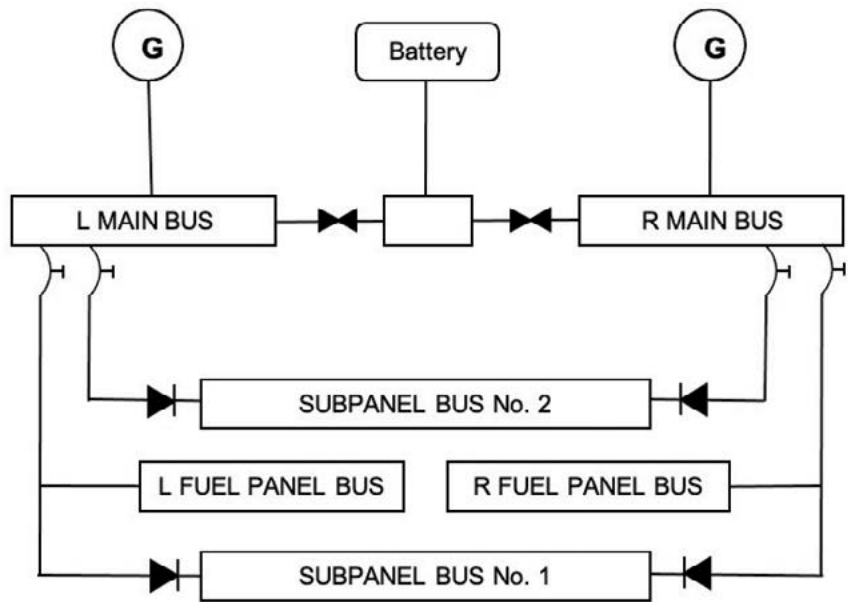 G
Battery
G
L MAIN BUS
R MAIN BUS
SUBPANEL BUS No. 2
L FUEL PANEL BUS
R FUEL PANEL BUS
SUBPANEL BUS No. 1